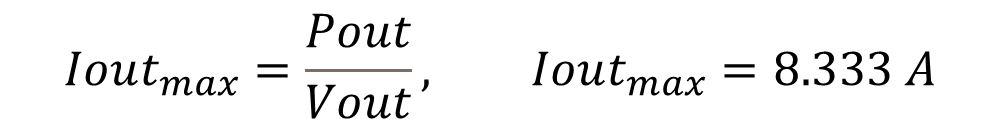 Iout_max = Pout / Vout, Iout_max = 8.333 A